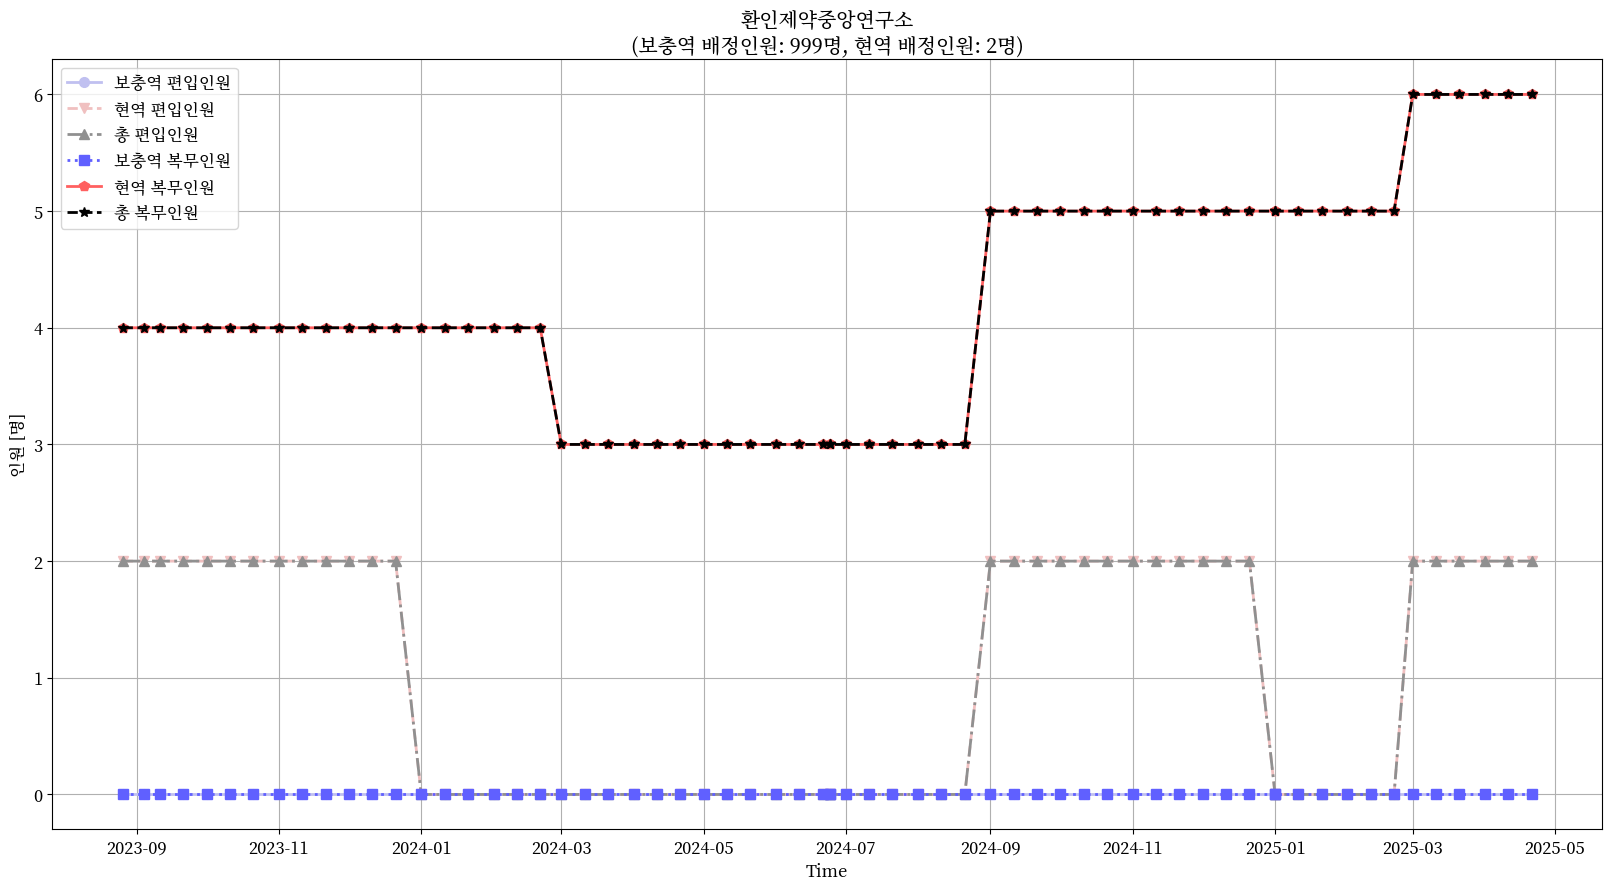 환인제약중앙연구소
(보충역 배정인원: 999명, 현역 배정인원: 2명)
보충역 편입인원
현역 편입인원
총 편입인원
보충역 복무인원
현역 복무인원
총 복무인원
인원 [명]
6
5
4
3
2
1
0
2023-09
2023-11
2024-01
2024-03
2024-05
2024-07
2024-09
2024-11
2025-01
2025-03
2025-05
Time